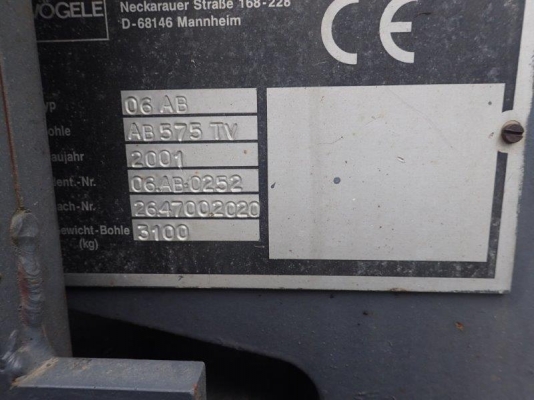 VÖGELE
Neckarauer Straße 168-228
D-68146 Mannheim
CE
yp 06 AB
ohle AB 575 TV
aujahr 2001
ent.-Nr. 06.AB.0252
ach-Nr. 2647002020
ewicht-Bohle 3100
(kg)